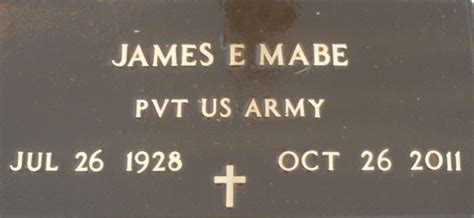 JAMES E MABE
PVT US ARMY
JUL 26 1928 OCT 26 2011